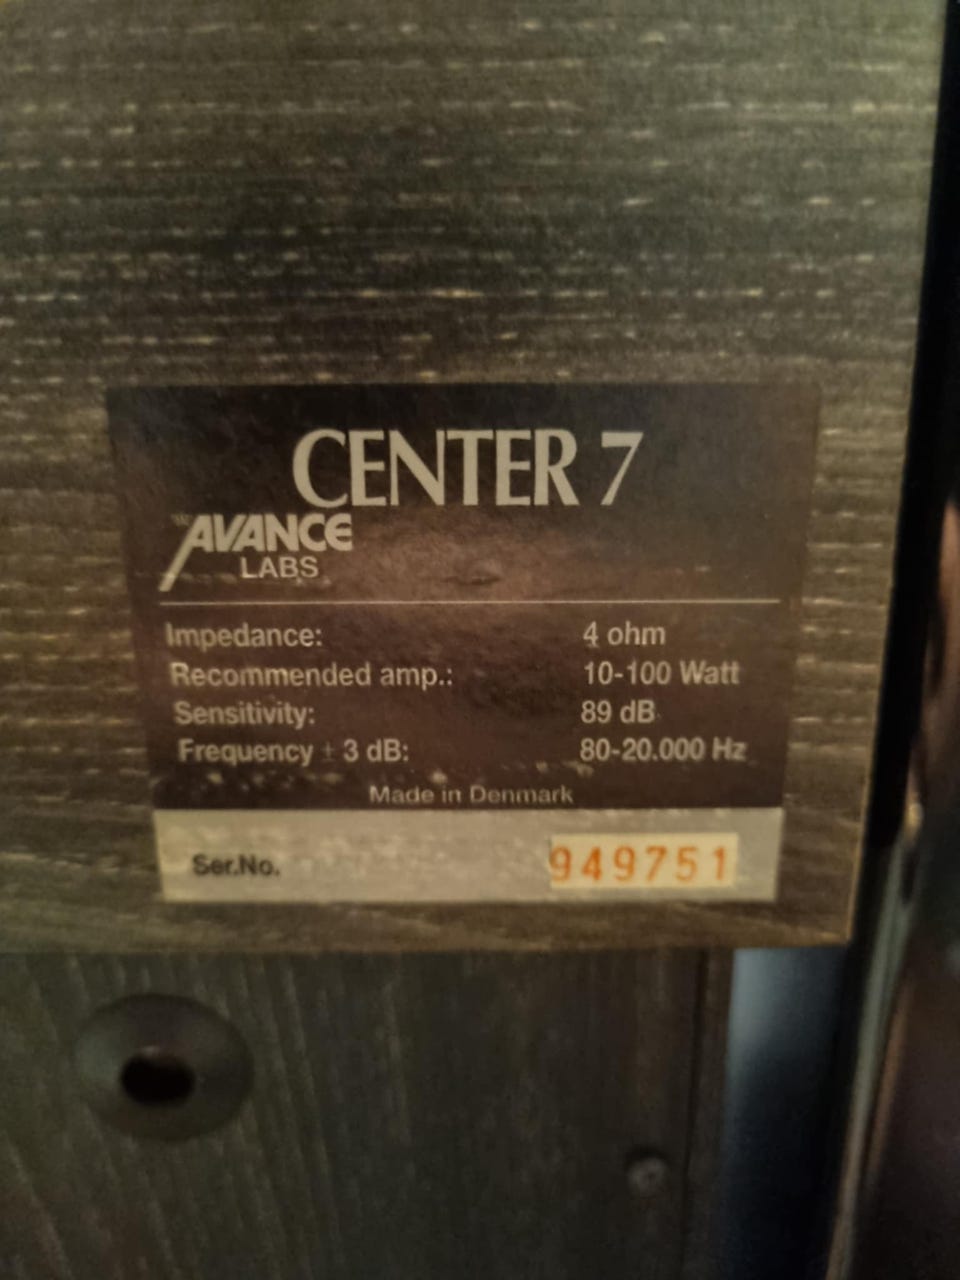 CENTER 7
AVANCE
LABS
Impedance: 4 ohm
Recommended amp.: 10-100 Watt
Sensitivity: 89 dB
Frequency ± 3 dB: 80-20.000 Hz
Made in Denmark
Ser.No. 949751